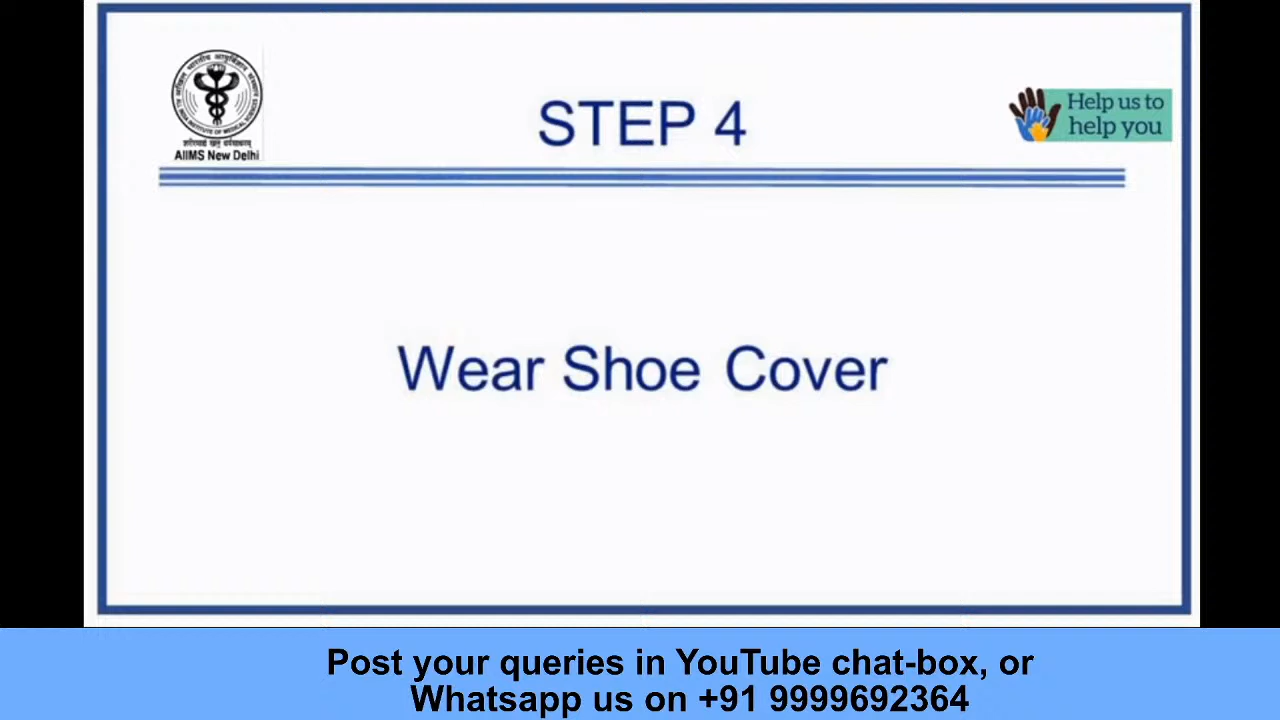 AIIMS New Delhi
STEP 4
Help us to
help you
Wear Shoe Cover
Post your queries in YouTube chat-box, or
Whatsapp us on +91 9999692364